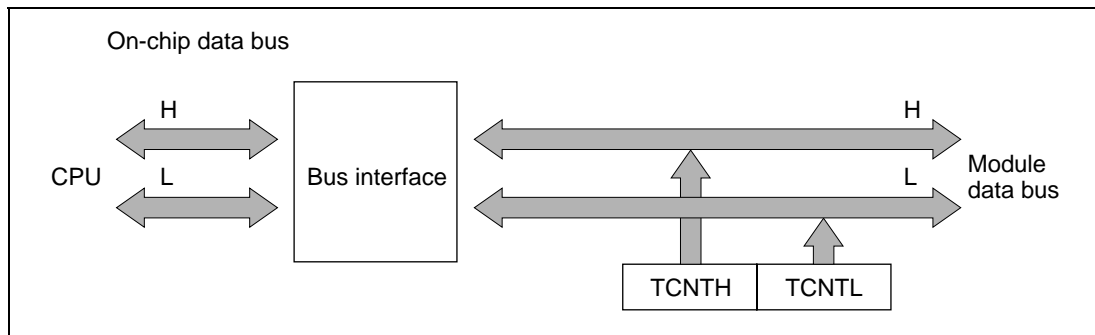 On-chip data bus
H
H
CPU
L
Bus interface
L
Module
data bus
TCNTH
TCNTL